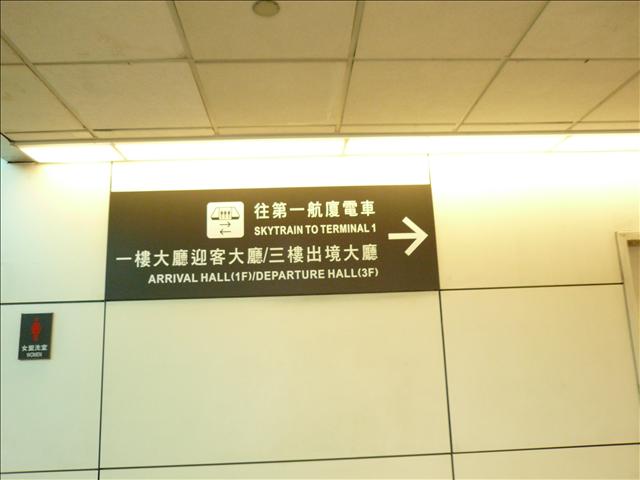 往第一航廈電車
SKYTRAIN TO TERMINAL 1
一樓大廳迎客大廳/三樓出境大廳
ARRIVAL HALL(1F)/DEPARTURE HALL(3F)
女盥洗室
WOMEN